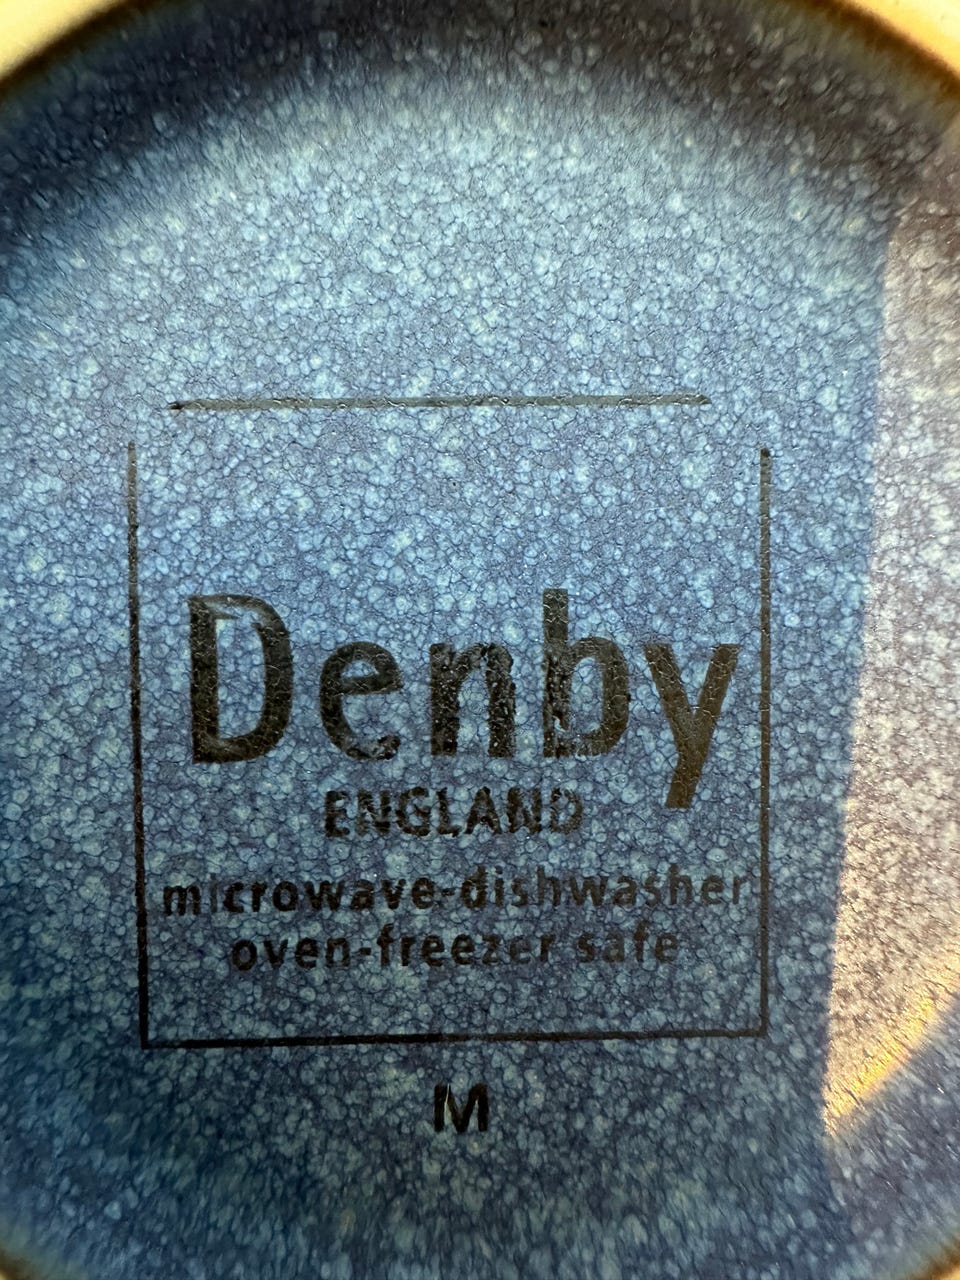 Denby
ENGLAND
microwave-dishwasher
oven-freezer safe
M